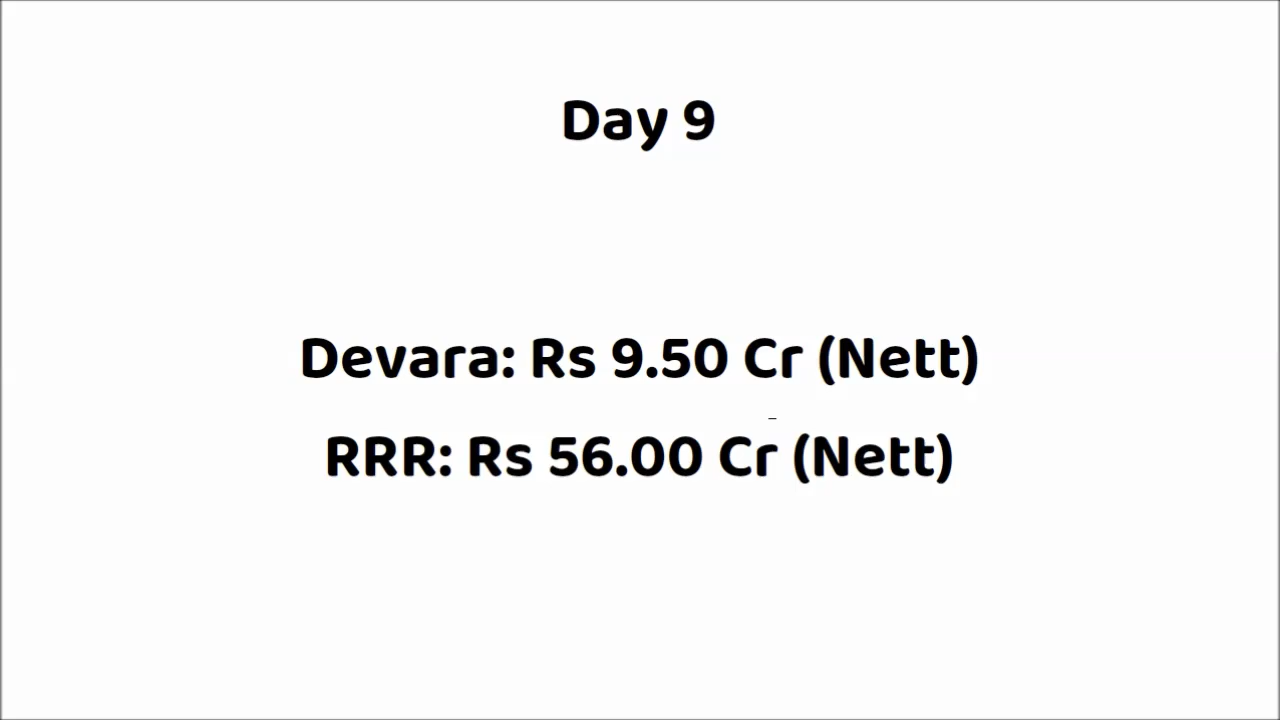 Day 9
Devara: Rs 9.50 Cr (Nett)
RRR: Rs 56.00 Cr (Nett)